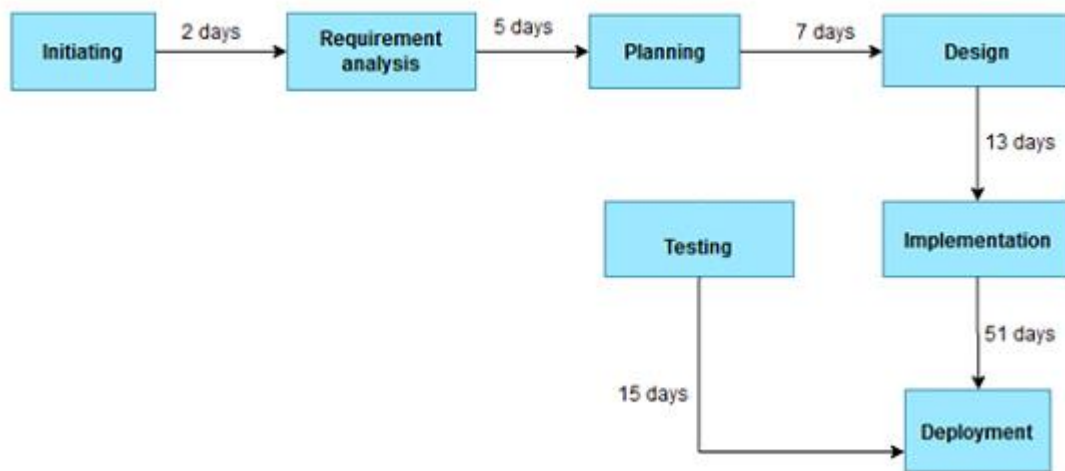 Initiating
2 days
Requirement
analysis
5 days
Planning
7 days
Design
13 days
Implementation
51 days
Testing
15 days
Deployment